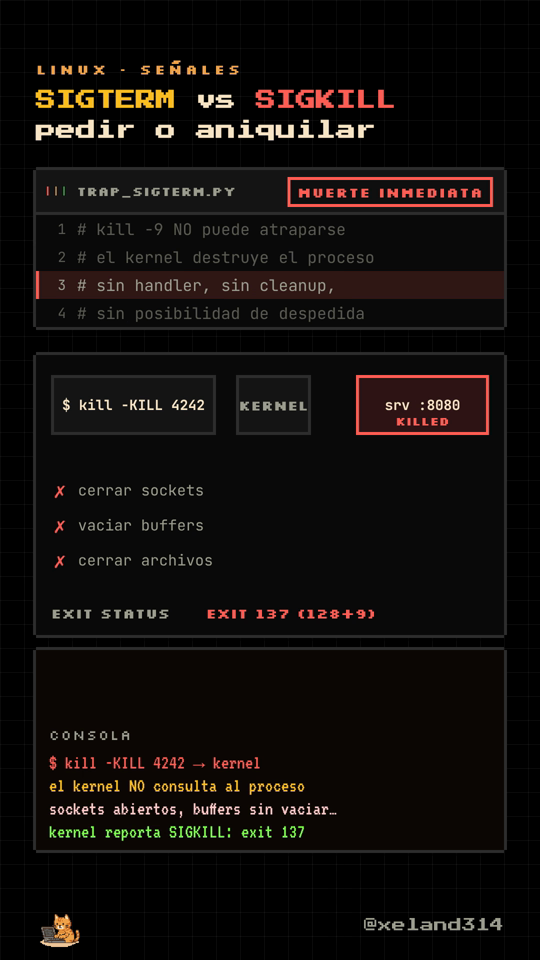 LINUX · SEÑALES
SIGTERM vs SIGKILL
pedir o aniquilar
TRAP_SIGTERM.PY
MUERTE INMEDIATA
1 # kill -9 NO puede atraparse
2 # el kernel destruye el proceso
3 # sin handler, sin cleanup,
4 # sin posibilidad de despedida
$ kill -KILL 4242
KERNEL
srv :8080
KILLED
✗ cerrar sockets
✗ vaciar buffers
✗ cerrar archivos
EXIT STATUS EXIT 137 (128+9)
CONSOLA
$ kill -KILL 4242 → kernel
el kernel NO consulta al proceso
sockets abiertos, buffers sin vaciar…
kernel reporta SIGKILL: exit 137
@xeland314